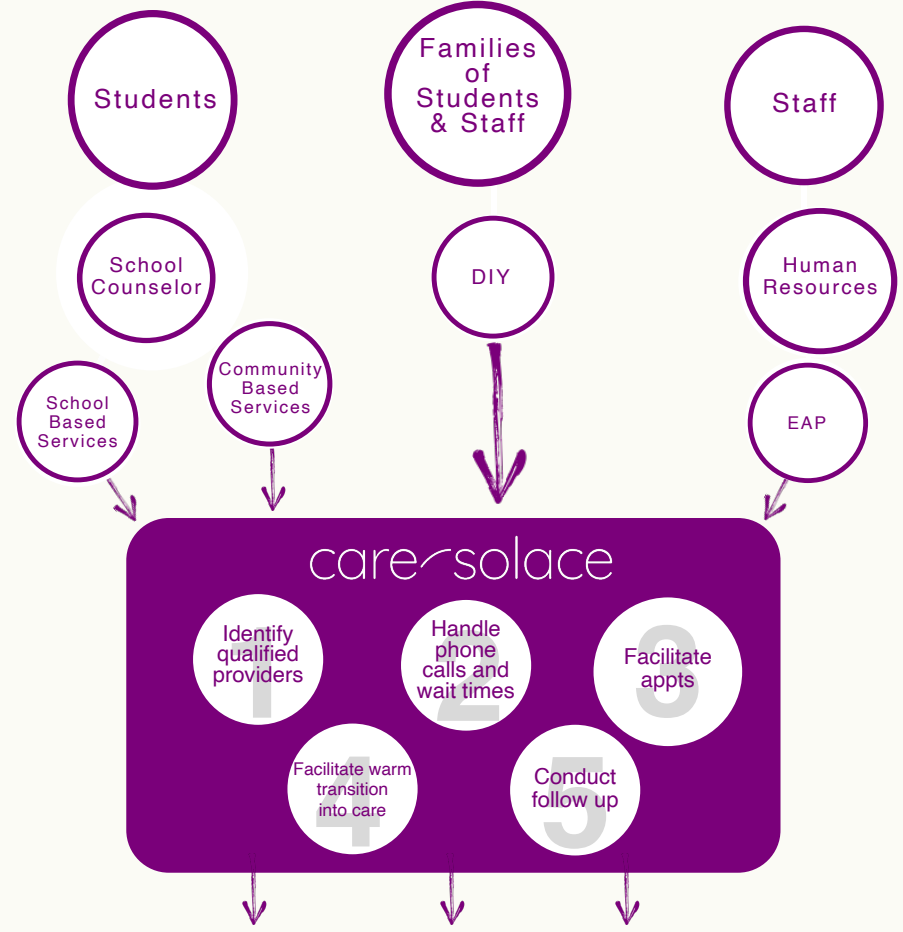 Students
Families
of
Students
& Staff
Staff
School
Counselor
DIY
Human
Resources
Community
Based
Services
School
Based
Services
EAP
care solace
1
Identify
qualified
providers
2
Handle
phone
calls and
wait times
3
Facilitate
appts
4
Facilitate warm
transition
into care
5
Conduct
follow up